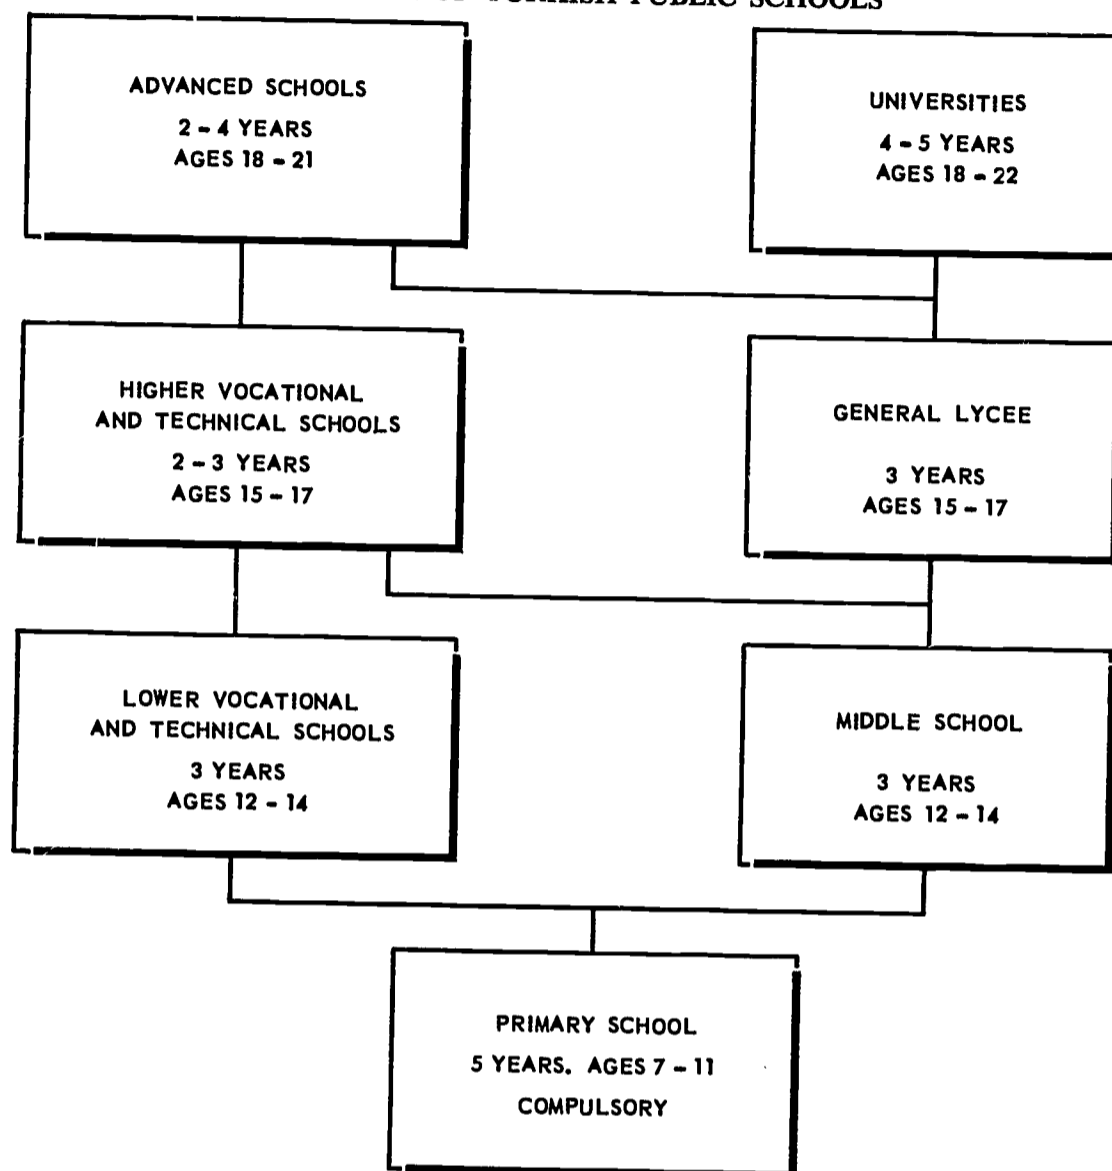 TURKISH PUBLIC SCHOOLS
ADVANCED SCHOOLS
2 - 4 YEARS
AGES 18 - 21
UNIVERSITIES
4 - 5 YEARS
AGES 18 - 22
HIGHER VOCATIONAL
AND TECHNICAL SCHOOLS
2 - 3 YEARS
AGES 15 - 17
GENERAL LYCEE
3 YEARS
AGES 15 - 17
LOWER VOCATIONAL
AND TECHNICAL SCHOOLS
3 YEARS
AGES 12 - 14
MIDDLE SCHOOL
3 YEARS
AGES 12 - 14
PRIMARY SCHOOL
5 YEARS. AGES 7 - 11
COMPULSORY